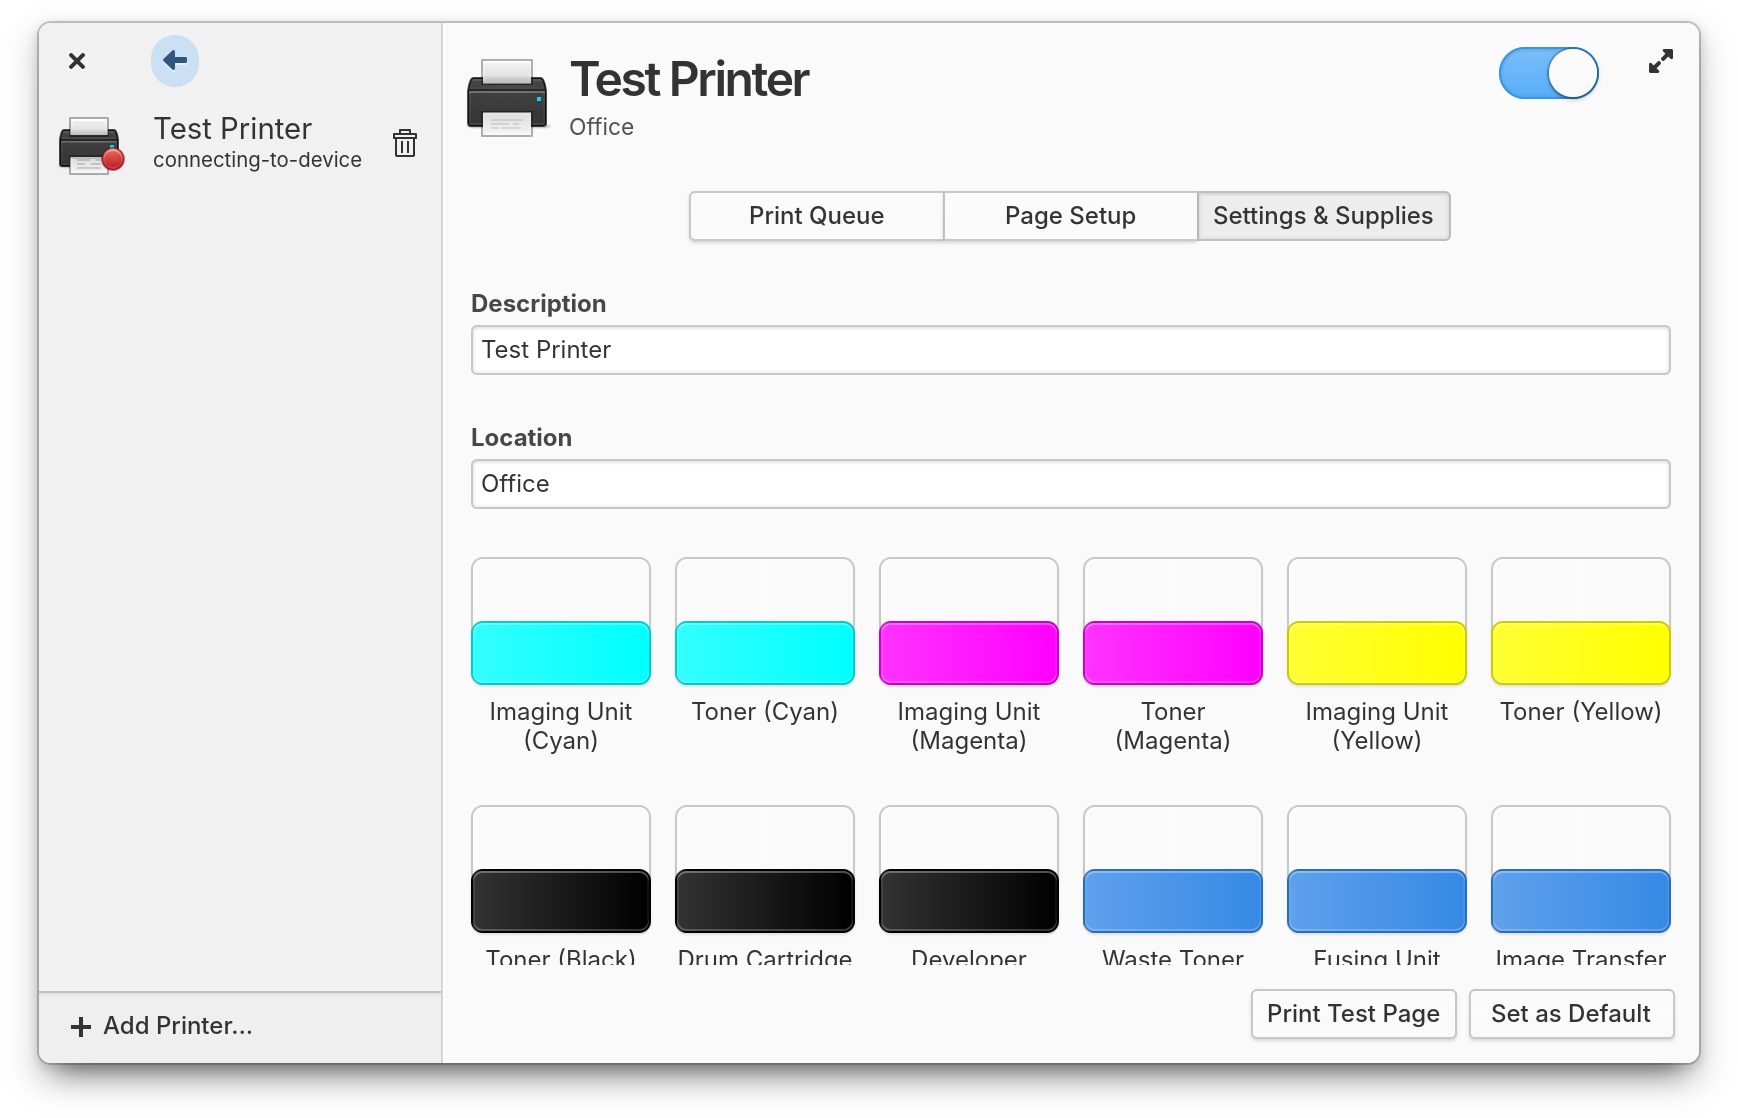 Test Printer
connecting-to-device
Add Printer...
Test Printer
Office
Print Queue
Page Setup
Settings & Supplies
Description
Test Printer
Location
Office
Imaging Unit
(Cyan)
Toner (Cyan)
Imaging Unit
(Magenta)
Toner
(Magenta)
Imaging Unit
(Yellow)
Toner (Yellow)
Toner (Black)
Drum Cartridge
Developer
Waste Toner
Fusing Unit
Image Transfer
Print Test Page
Set as Default